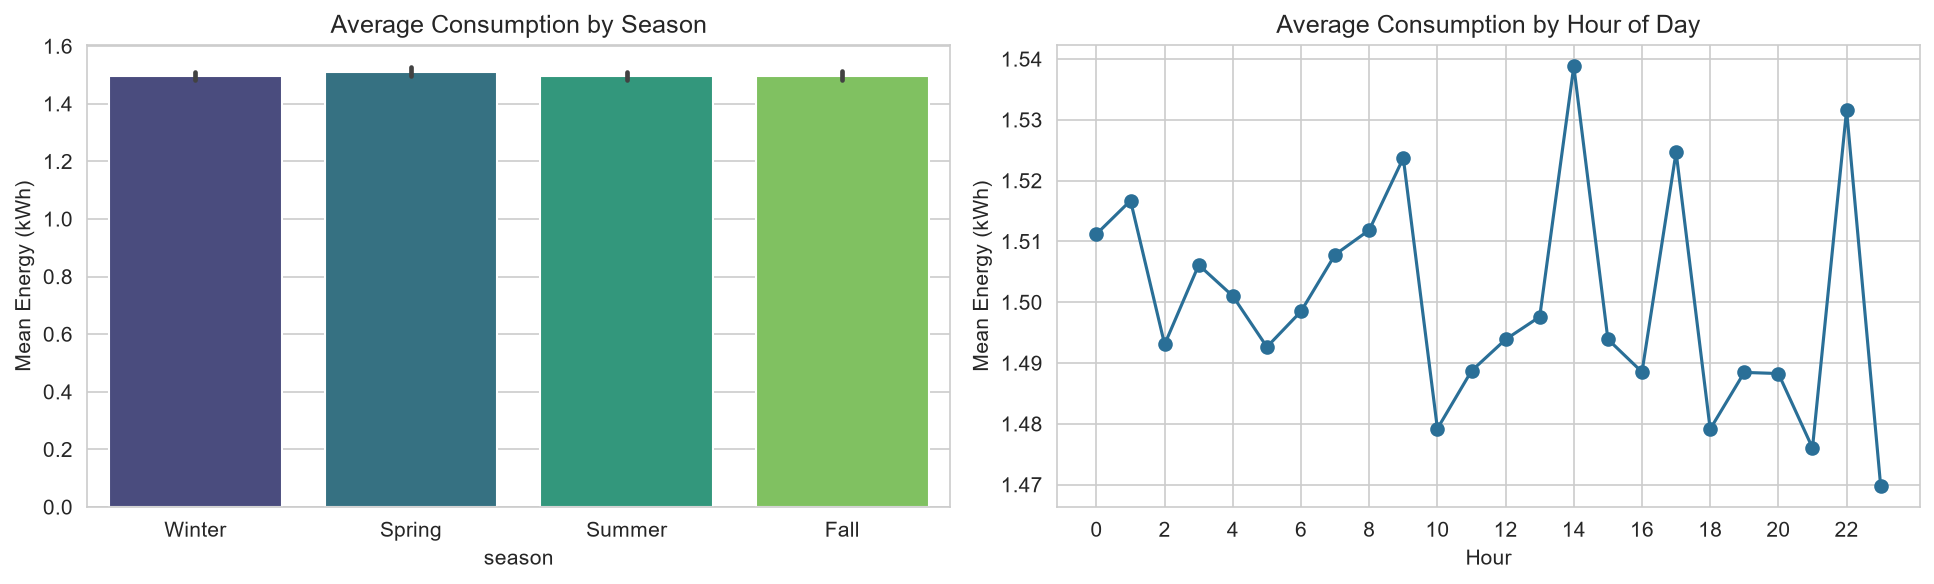 Average Consumption by Season
Mean Energy (kWh)
1.6
1.4
1.2
1.0
0.8
0.6
0.4
0.2
0.0
Winter Spring Summer Fall
season
Average Consumption by Hour of Day
Mean Energy (kWh)
1.54
1.53
1.52
1.51
1.50
1.49
1.48
1.47
0 2 4 6 8 10 12 14 16 18 20 22
Hour